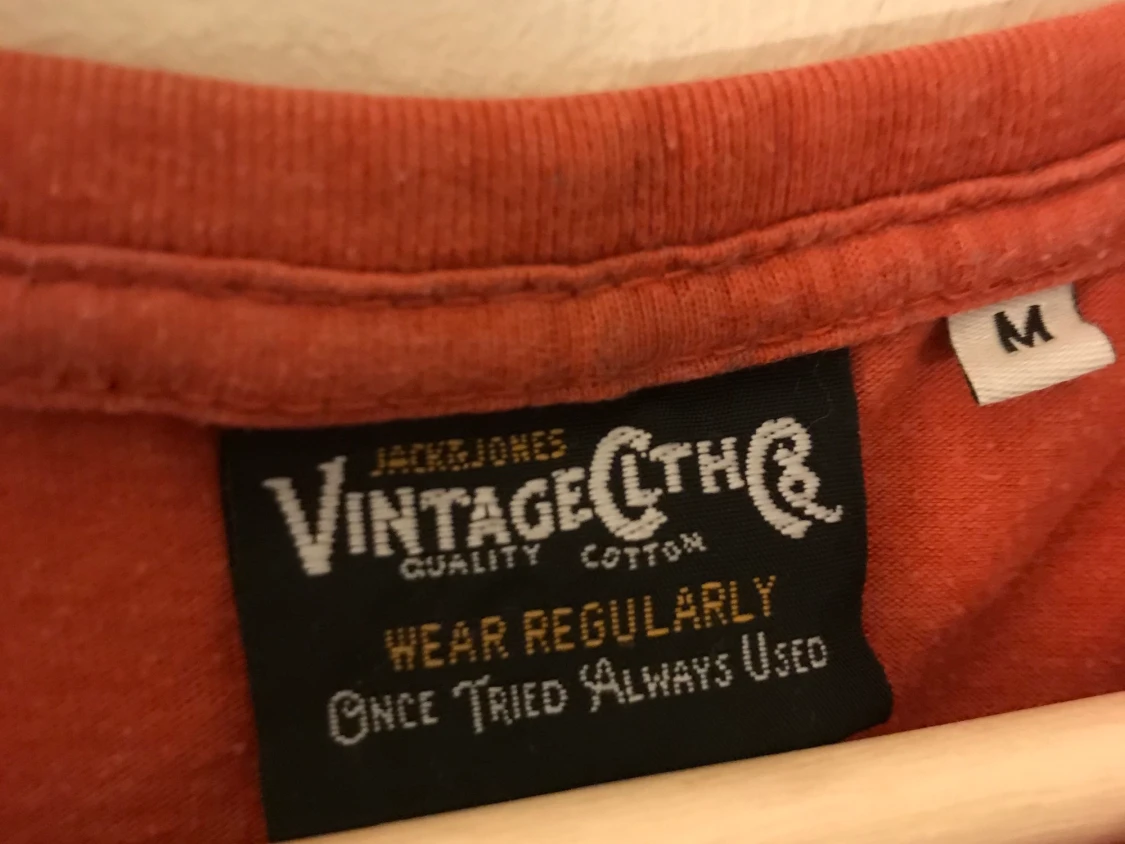 JACK&JONES
VINTAGE CLTH Co
QUALITY COTTON
WEAR REGULARLY
ONCE TRIED ALWAYS USED
M